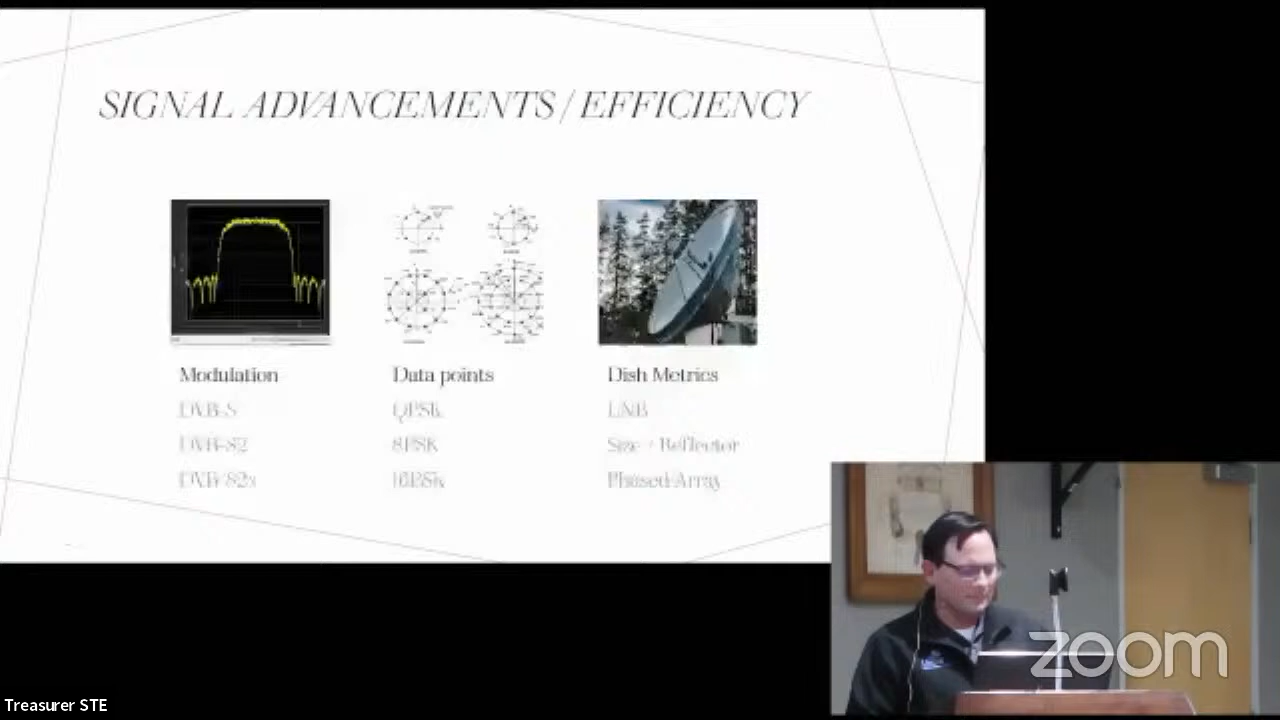 SIGNAL ADVANCEMENTS / EFFICIENCY
Modulation
DVB-S
DVB-S2
DVB-S2x
Data points
QPSK
8PSK
16PSK
Dish Metrics
LNB
Size / Reflector
Phased Array
zoom
Treasurer STE